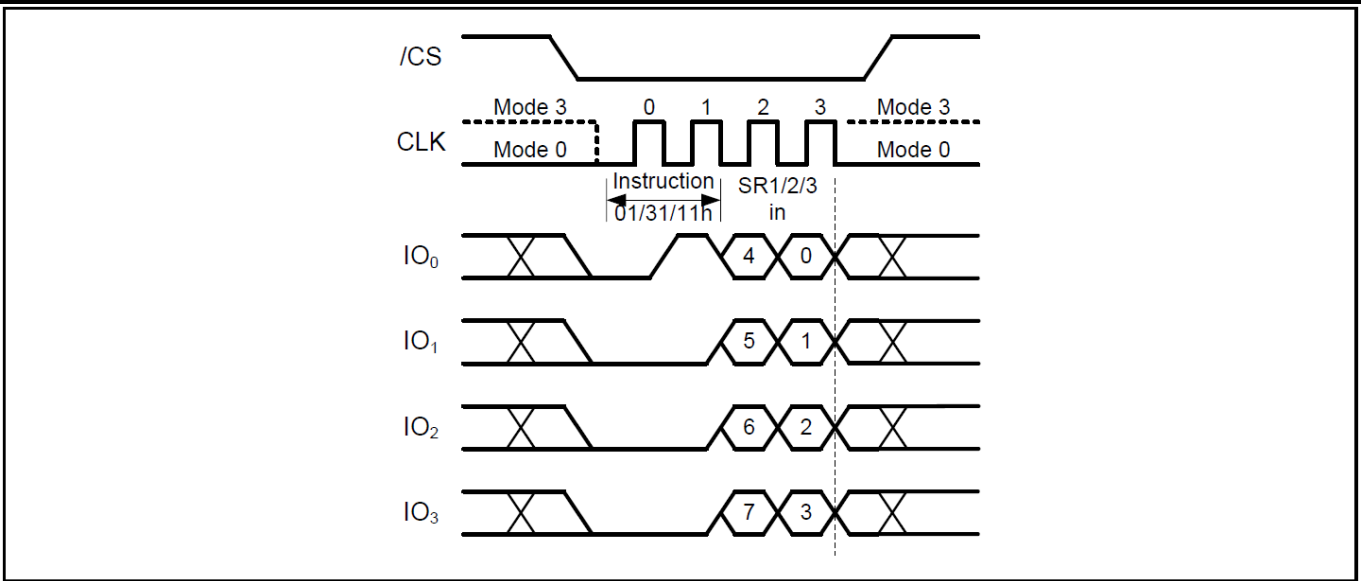 /CS
Mode 3 0 1 2 3 Mode 3
CLK
Mode 0 Mode 0
Instruction SR1/2/3
01/31/11h in
IO₀ 4 0
IO₁ 5 1
IO₂ 6 2
IO₃ 7 3